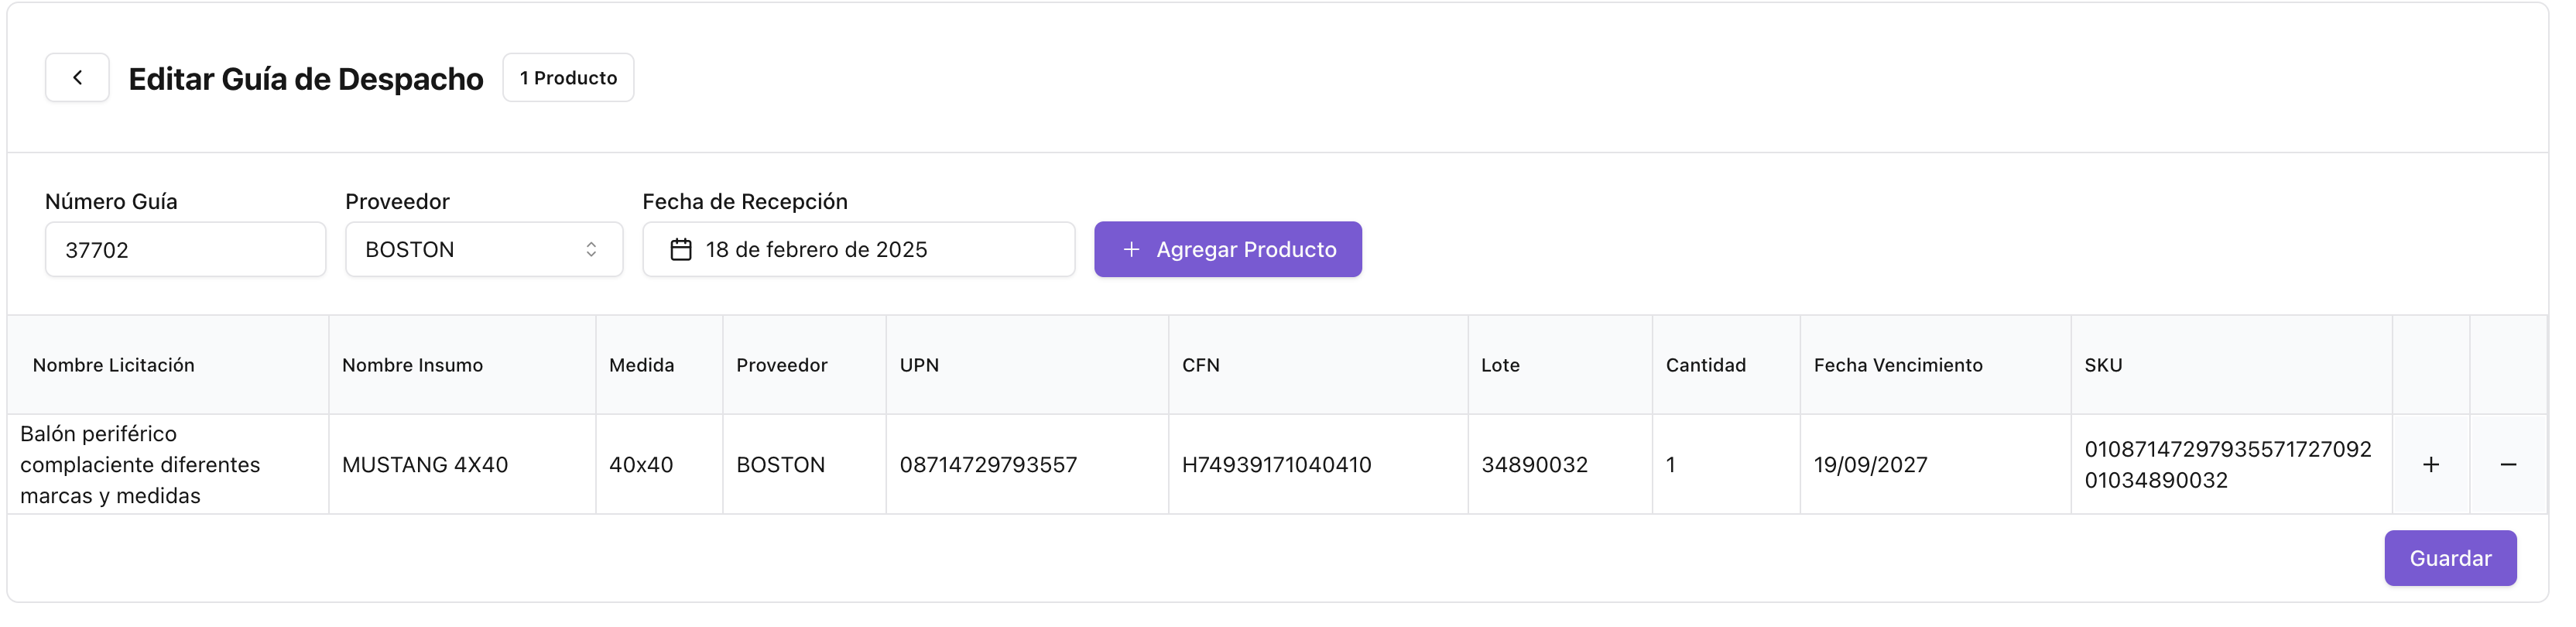 Editar Guía de Despacho
1 Producto
Número Guía
Proveedor
Fecha de Recepción
37702
BOSTON
18 de febrero de 2025
Agregar Producto
Nombre Licitación
Nombre Insumo
Medida
Proveedor
UPN
CFN
Lote
Cantidad
Fecha Vencimiento
SKU
Balón periférico
complaciente diferentes
marcas y medidas
MUSTANG 4X40
40x40
BOSTON
08714729793557
H74939171040410
34890032
1
19/09/2027
01087147297935571727092
01034890032
Guardar